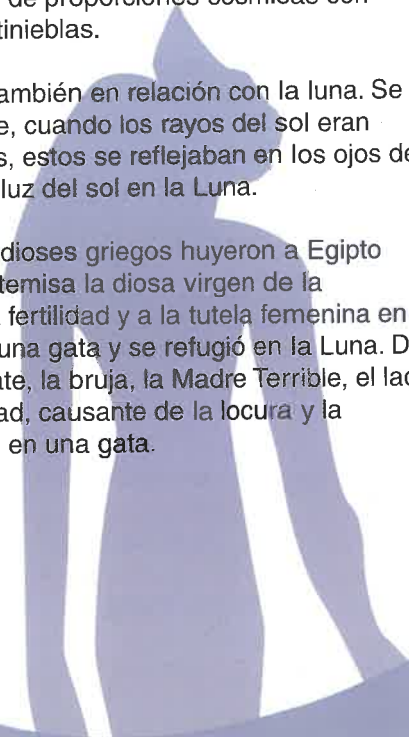 de proporciones cósmicas con
tinieblas.
ambién en relación con la luna. Se
e, cuando los rayos del sol eran
s, estos se reflejaban en los ojos de
luz del sol en la Luna.
dioses griegos huyeron a Egipto
temisa la diosa virgen de la
fertilidad y a la tutela femenina en
una gata y se refugió en la Luna. D
ate, la bruja, la Madre Terrible, el lad
ad, causante de la locura y la
en una gata.